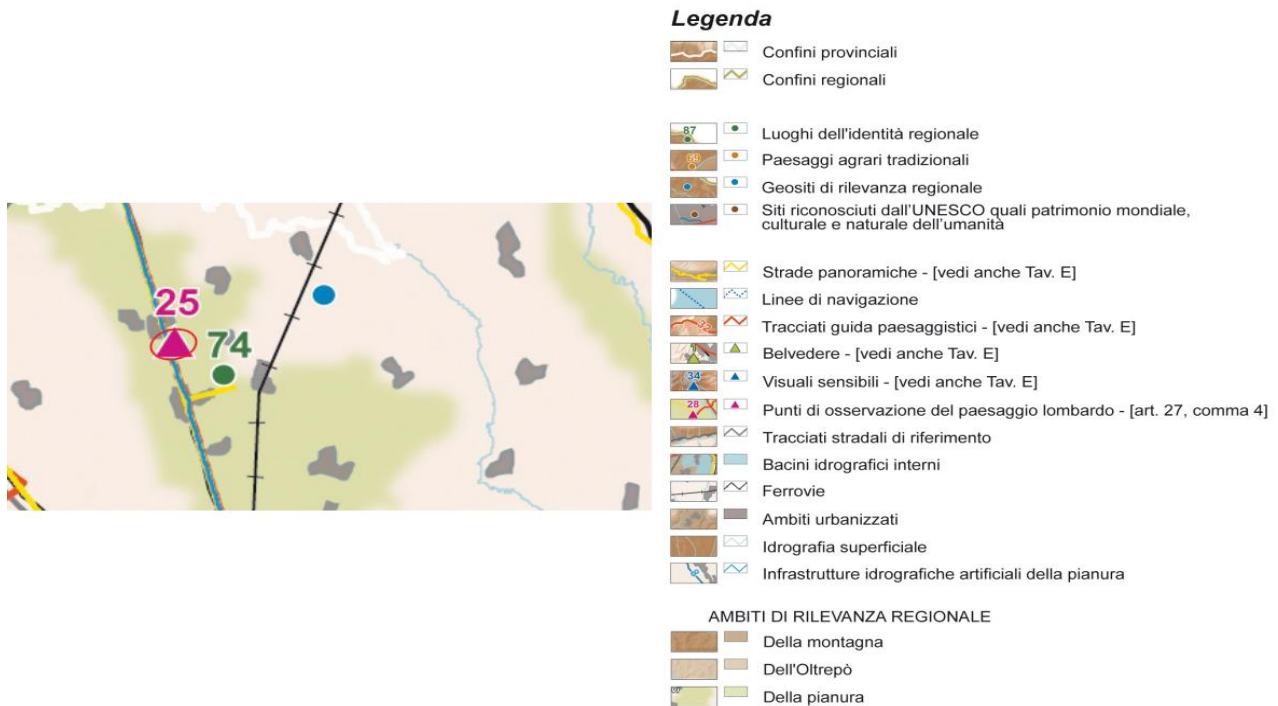 Legenda
Confini provinciali
Confini regionali
87
Luoghi dell'identità regionale
69
Paesaggi agrari tradizionali
Geositi di rilevanza regionale
Siti riconosciuti dall'UNESCO quali patrimonio mondiale,
culturale e naturale dell'umanità
Strade panoramiche - [vedi anche Tav. E]
Linee di navigazione
22
Tracciati guida paesaggistici - [vedi anche Tav. E]
Belvedere - [vedi anche Tav. E]
34
Visuali sensibili - [vedi anche Tav. E]
28
Punti di osservazione del paesaggio lombardo - [art. 27, comma 4]
Tracciati stradali di riferimento
Bacini idrografici interni
Ferrovie
Ambiti urbanizzati
Idrografia superficiale
Infrastrutture idrografiche artificiali della pianura
AMBITI DI RILEVANZA REGIONALE
Della montagna
Dell'Oltrepò
Della pianura
25
74